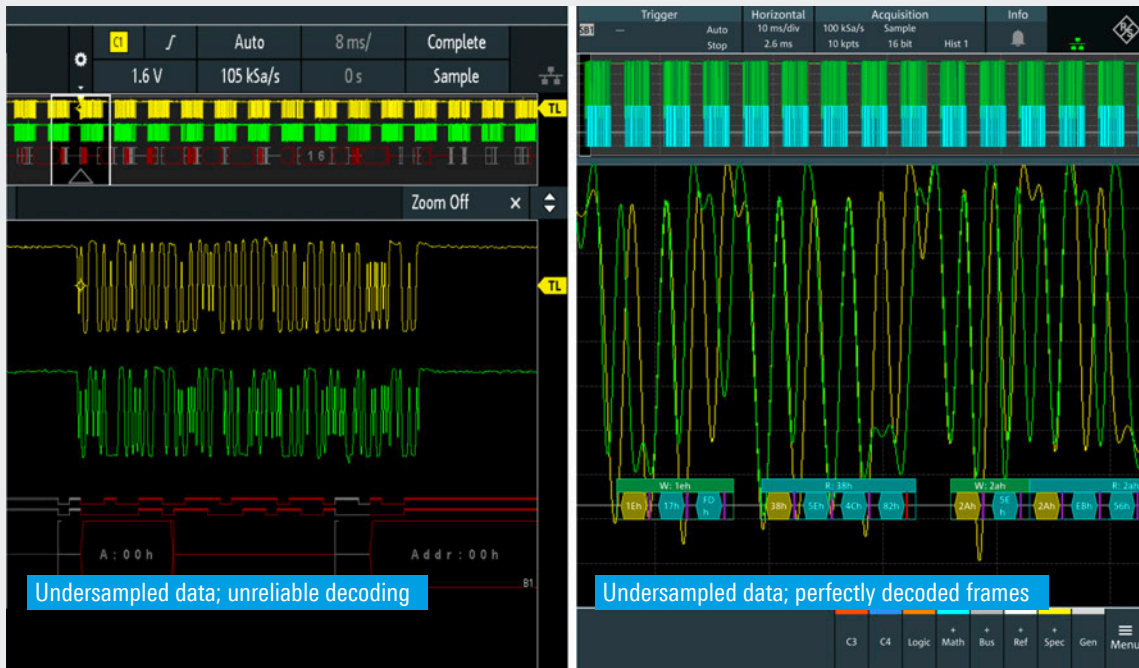 C1 Auto 8 ms/ Complete
1.6 V 105 kSa/s 0 s Sample
TL
16
Zoom Off ×
TL
A:00h Addr:00h
B1
Undersampled data; unreliable decoding
Trigger Horizontal Acquisition Info
SB1 — Auto 10 ms/div 100 kSa/s Sample
Stop 2.6 ms 10 kpts 16 bit Hist 1
R&S
W: 1eh R: 38h W: 2ah R: 2ah
1Eh 17h FDh 38h 5Eh 4Ch 82h 2Ah 5Eh 2Ah EBh 56h
Undersampled data; perfectly decoded frames
C3 C4 Logic + Math + Bus + Ref + Spec Gen Menu